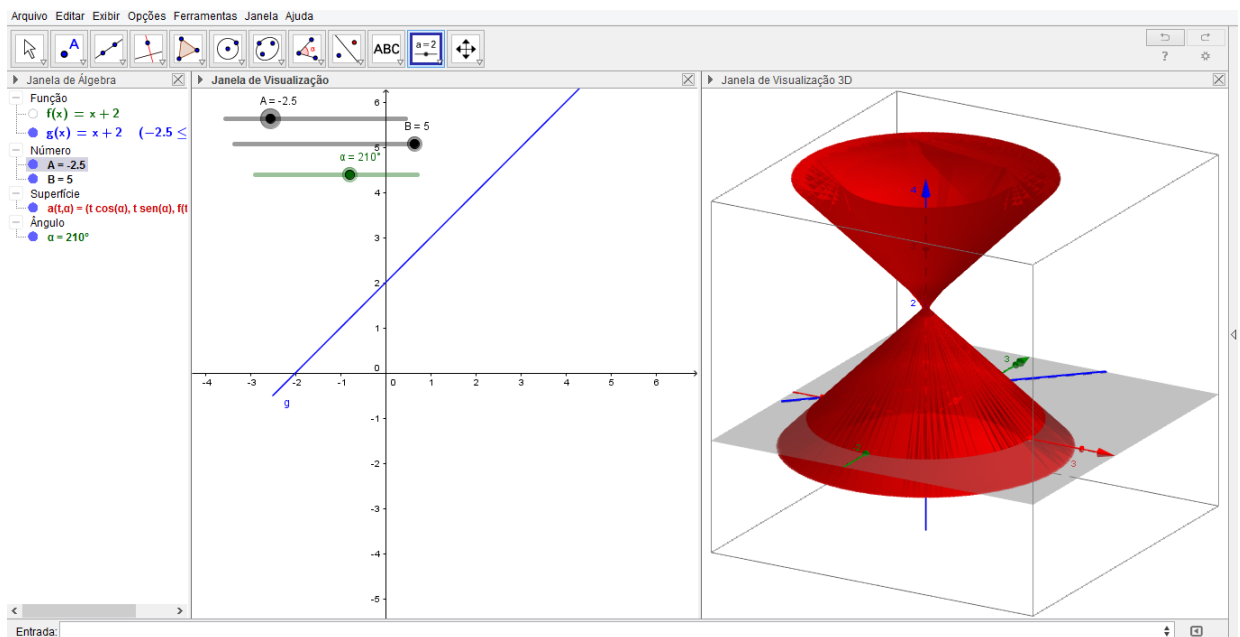 Arquivo Editar Exibir Opções Ferramentas Janela Ajuda
A
α
ABC
a=2
?
Janela de Álgebra
Janela de Visualização
Janela de Visualização 3D
Função
f(x) = x + 2
g(x) = x + 2 (−2.5 ≤
Número
A = -2.5
B = 5
Superfície
a(t,α) = (t cos(α), t sen(α), f(t
Ângulo
α = 210°
A = -2.5
B = 5
α = 210°
6
5
4
3
2
1
0
-4 -3 -2 -1 0 1 2 3 4 5 6
g
-1
-2
-3
-4
-5
4
2
3
2
3
Entrada: